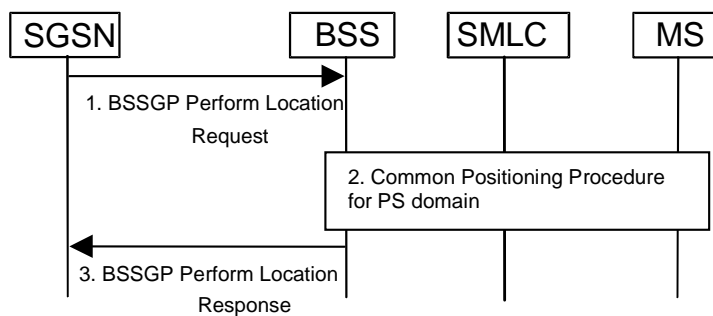 SGSN
BSS
SMLC
MS
1. BSSGP Perform Location
Request
2. Common Positioning Procedure
for PS domain
3. BSSGP Perform Location
Response